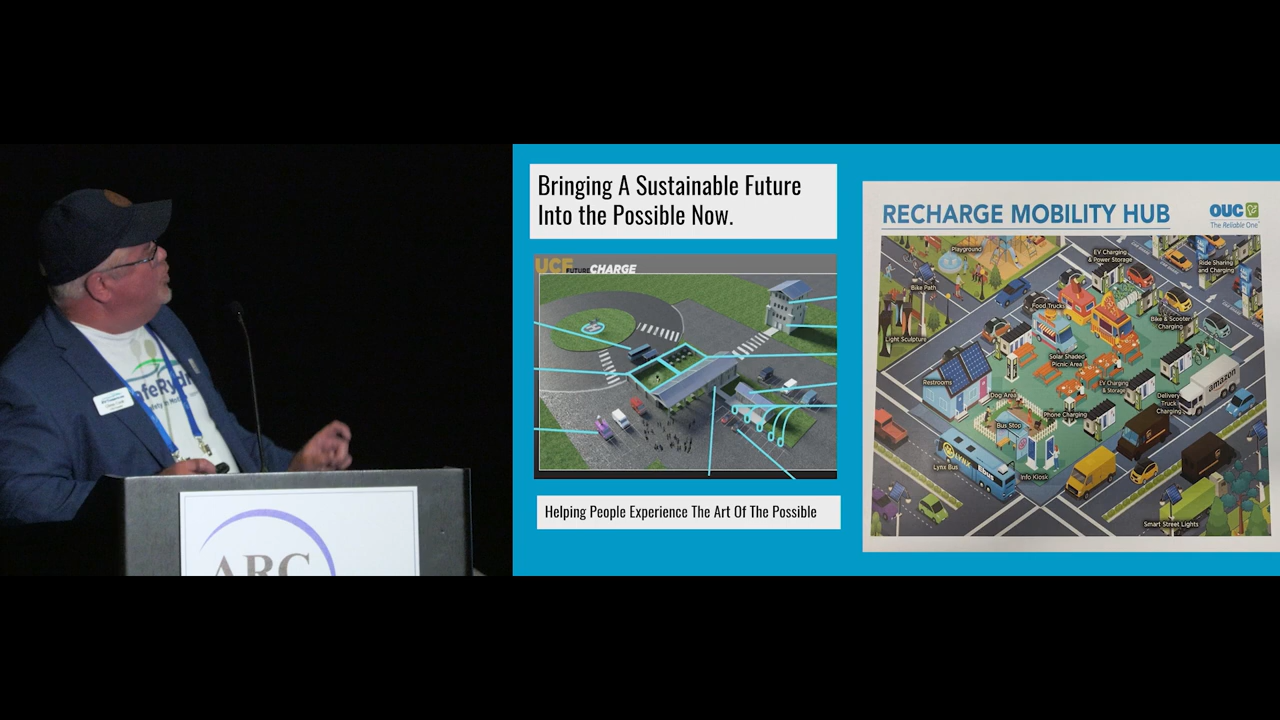 Bringing A Sustainable Future
Into the Possible Now.
UCF FUTURE CHARGE
Helping People Experience The Art Of The Possible
RECHARGE MOBILITY HUB
OUC
The Reliable One
Playground
EV Charging
& Power Storage
Ride Sharing
and Charging
Bike Path
Food Trucks
Bike & Scooter
Charging
Light Sculpture
Solar Shaded
Picnic Area
Restrooms
EV Charging
& Storage
amazon
Dog Area
Delivery
Truck
Charging
Phone Charging
Bus Stop
LYNX
Ebus
Lynx Bus
Info Kiosk
Smart Street Lights
ARC